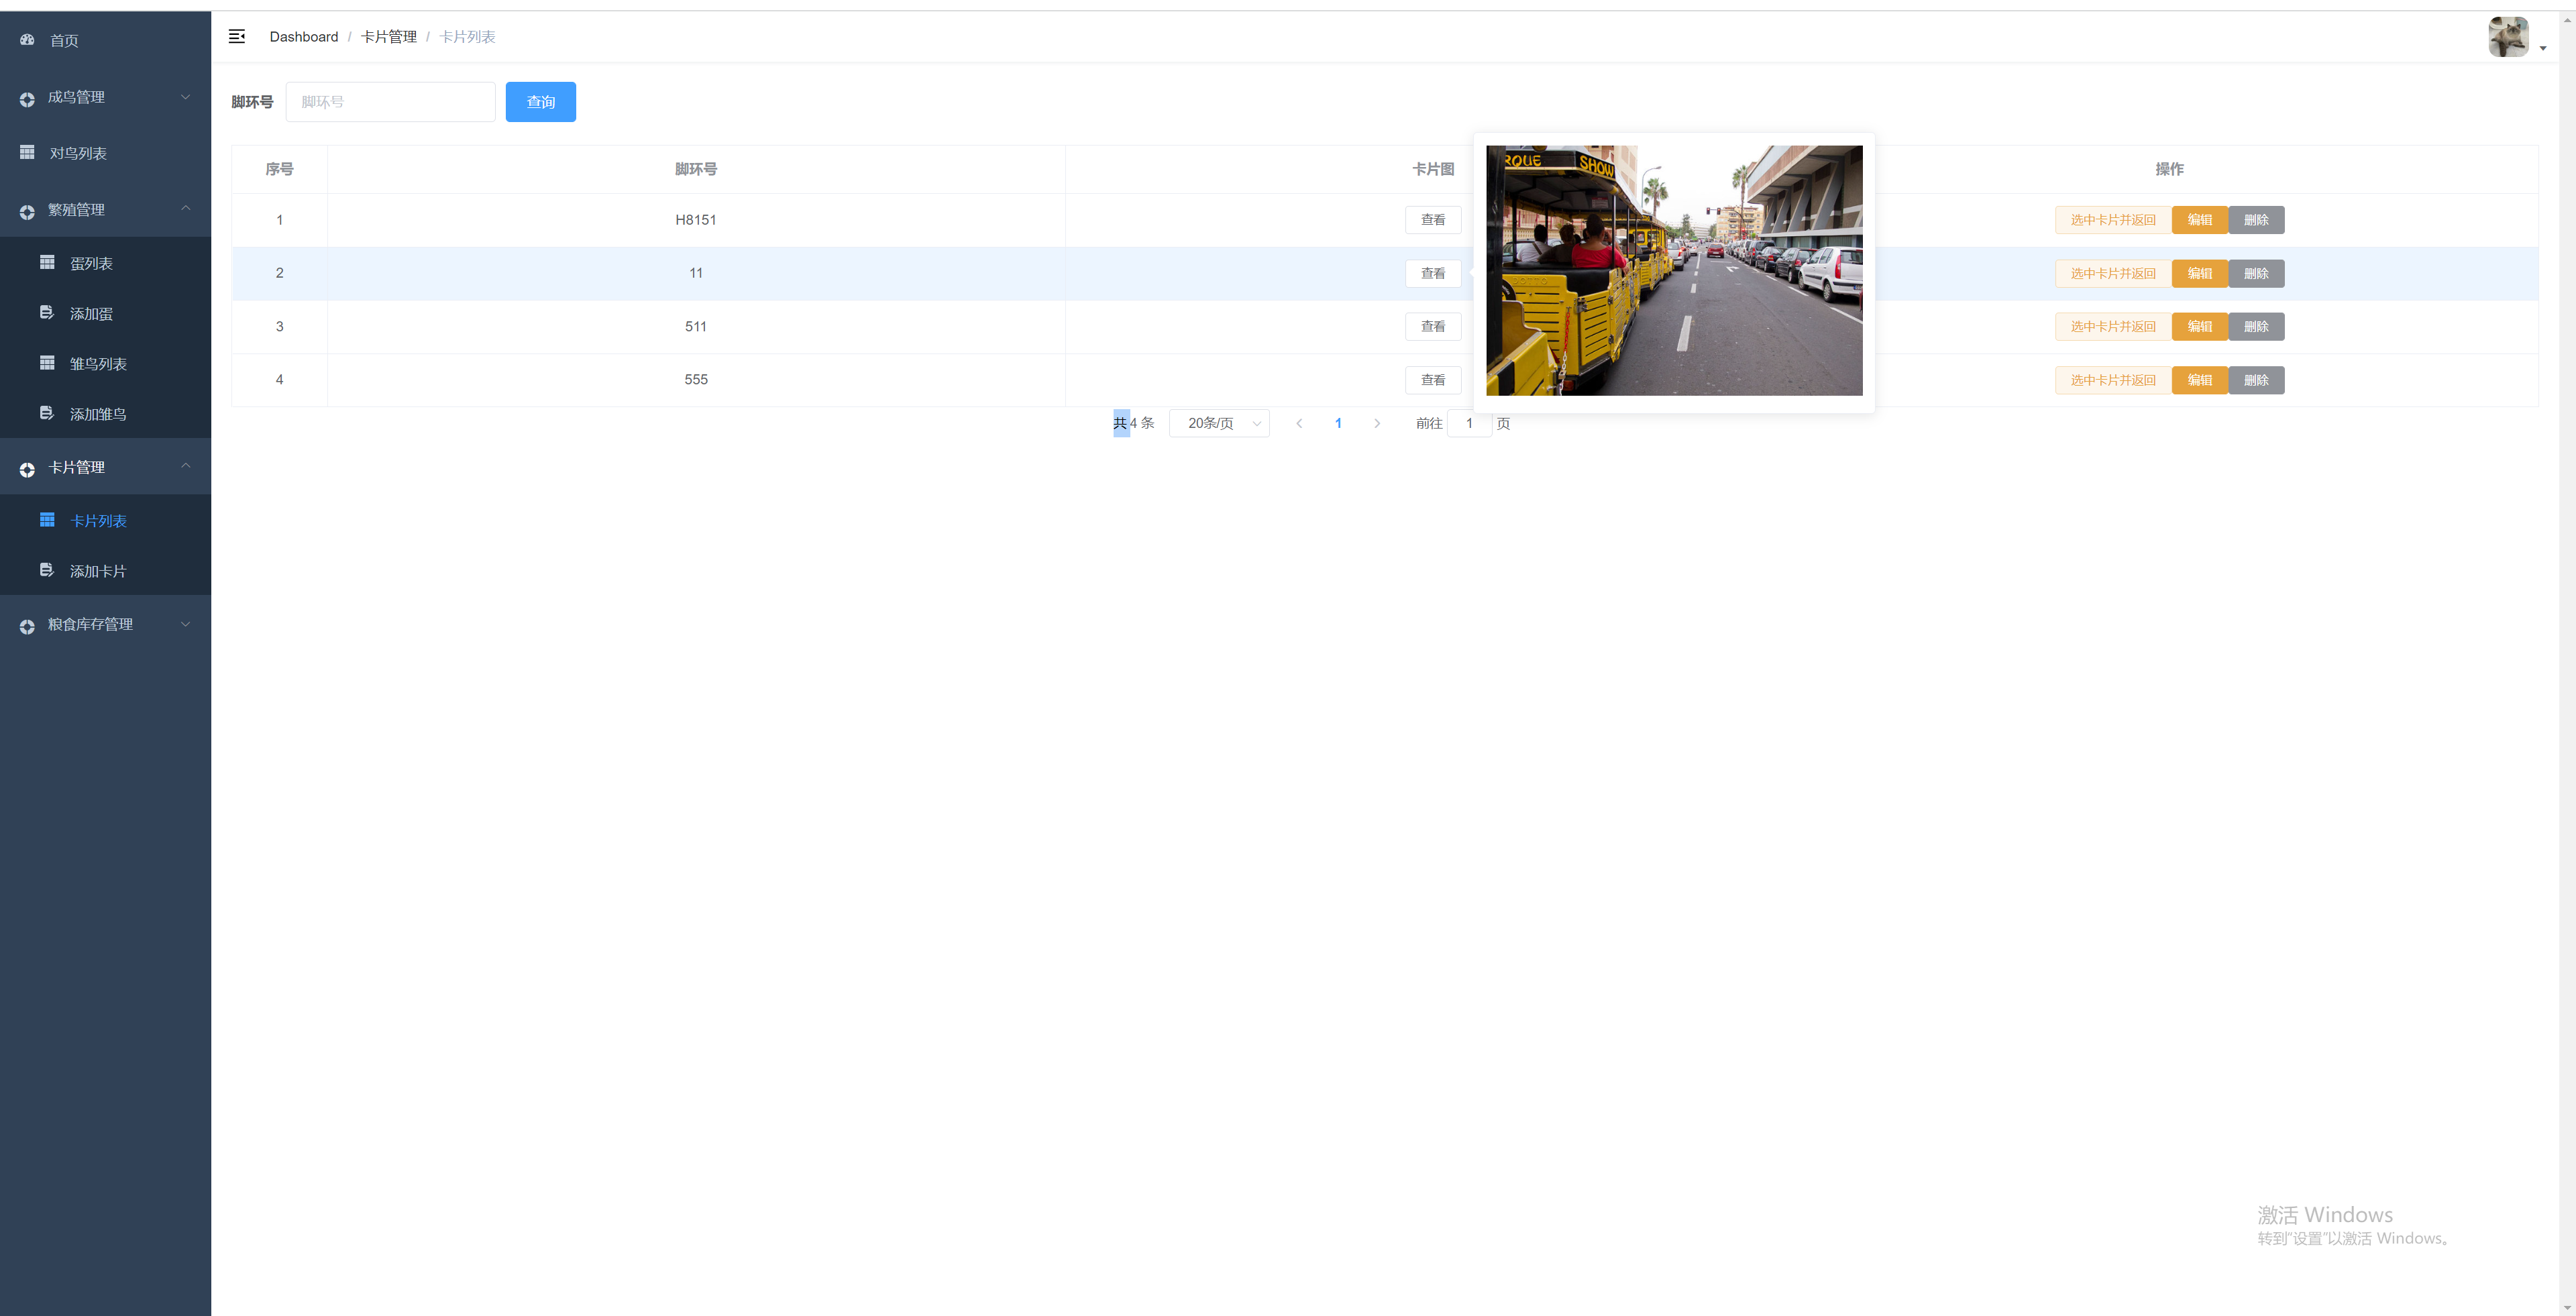 首页
成鸟管理
对鸟列表
繁殖管理
蛋列表
添加蛋
雏鸟列表
添加雏鸟
卡片管理
卡片列表
添加卡片
粮食库存管理
Dashboard / 卡片管理 / 卡片列表
脚环号 脚环号 查询
序号 脚环号 卡片图 操作
1 H8151 查看 选中卡片并返回 编辑 删除
2 11 查看 选中卡片并返回 编辑 删除
3 511 查看 选中卡片并返回 编辑 删除
4 555 查看 选中卡片并返回 编辑 删除
RQUE SHOW
共 4 条 20条/页 1 前往 1 页
激活 Windows
转到"设置"以激活 Windows。